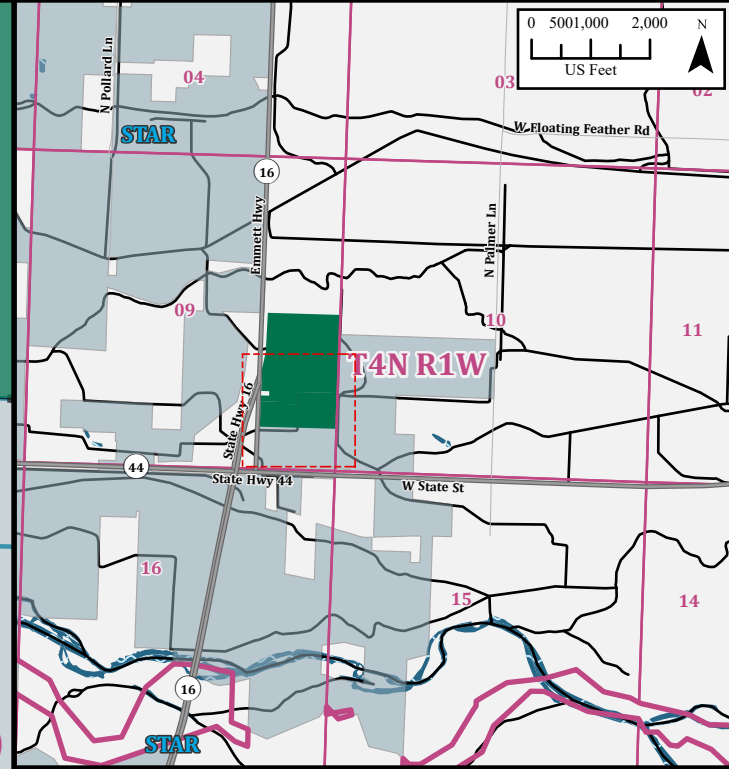 0 500 1,000 2,000 N
US Feet
N Pollard Ln
04
03
02
STAR
W Floating Feather Rd
16
Emmett Hwy
N Palmer Ln
09
10
11
T4N R1W
State Hwy 16
44
State Hwy 44
W State St
16
15
14
16
STAR